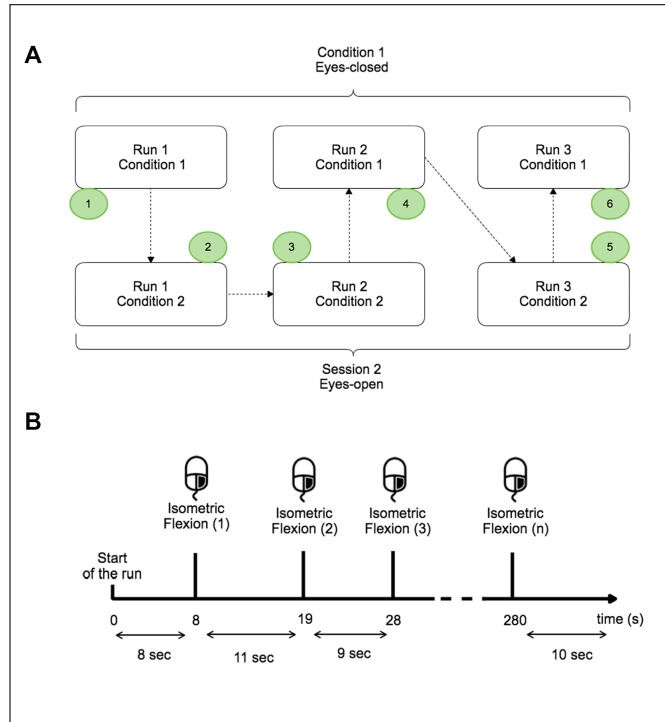 A
Condition 1
Eyes-closed
Run 1
Condition 1
Run 2
Condition 1
Run 3
Condition 1
1
4
6
2
3
5
Run 1
Condition 2
Run 2
Condition 2
Run 3
Condition 2
Session 2
Eyes-open
B
Isometric
Flexion (1)
Isometric
Flexion (2)
Isometric
Flexion (3)
Isometric
Flexion (n)
Start
of the run
0
8
19
28
280
time (s)
8 sec
11 sec
9 sec
10 sec